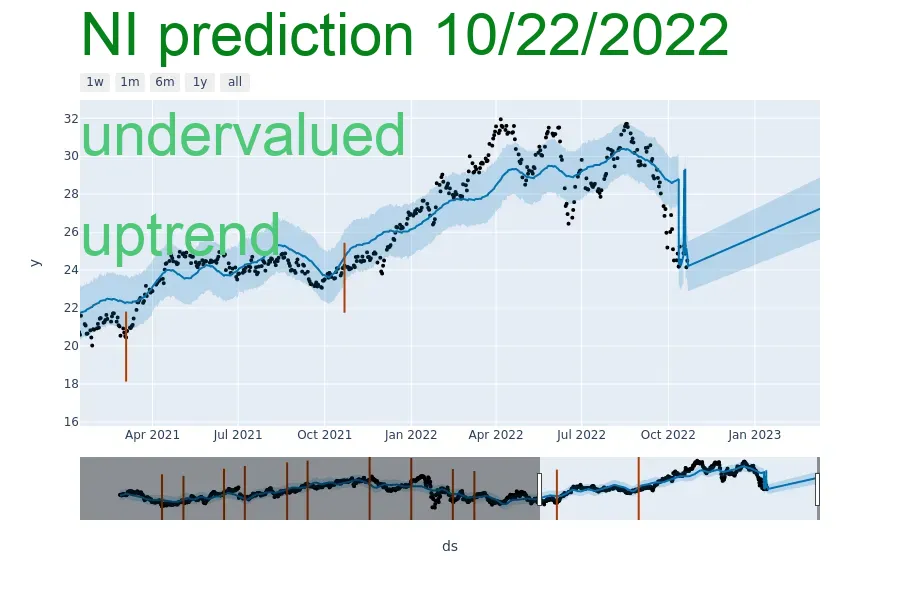 NI prediction 10/22/2022
1w 1m 6m 1y all
undervalued
uptrend
32
30
28
26
24
22
20
18
16
y
Apr 2021 Jul 2021 Oct 2021 Jan 2022 Apr 2022 Jul 2022 Oct 2022 Jan 2023
ds